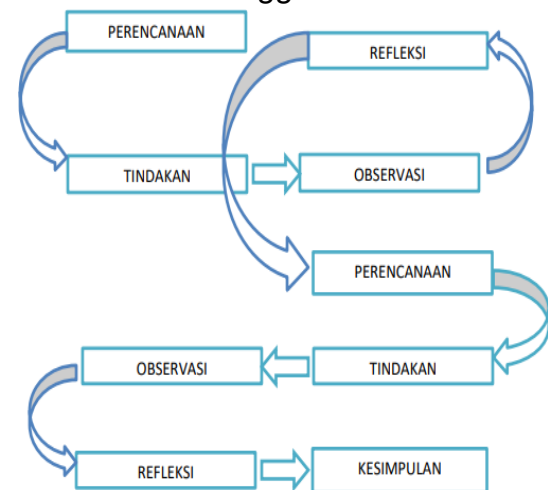 PERENCANAAN
REFLEKSI
TINDAKAN
OBSERVASI
PERENCANAAN
OBSERVASI
TINDAKAN
REFLEKSI
KESIMPULAN